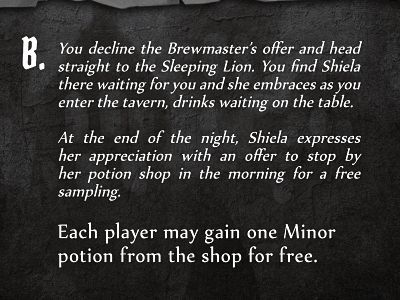 B.
You decline the Brewmaster's offer and head
straight to the Sleeping Lion. You find Shiela
there waiting for you and she embraces as you
enter the tavern, drinks waiting on the table.
At the end of the night, Shiela expresses
her appreciation with an offer to stop by
her potion shop in the morning for a free
sampling.
Each player may gain one Minor
potion from the shop for free.